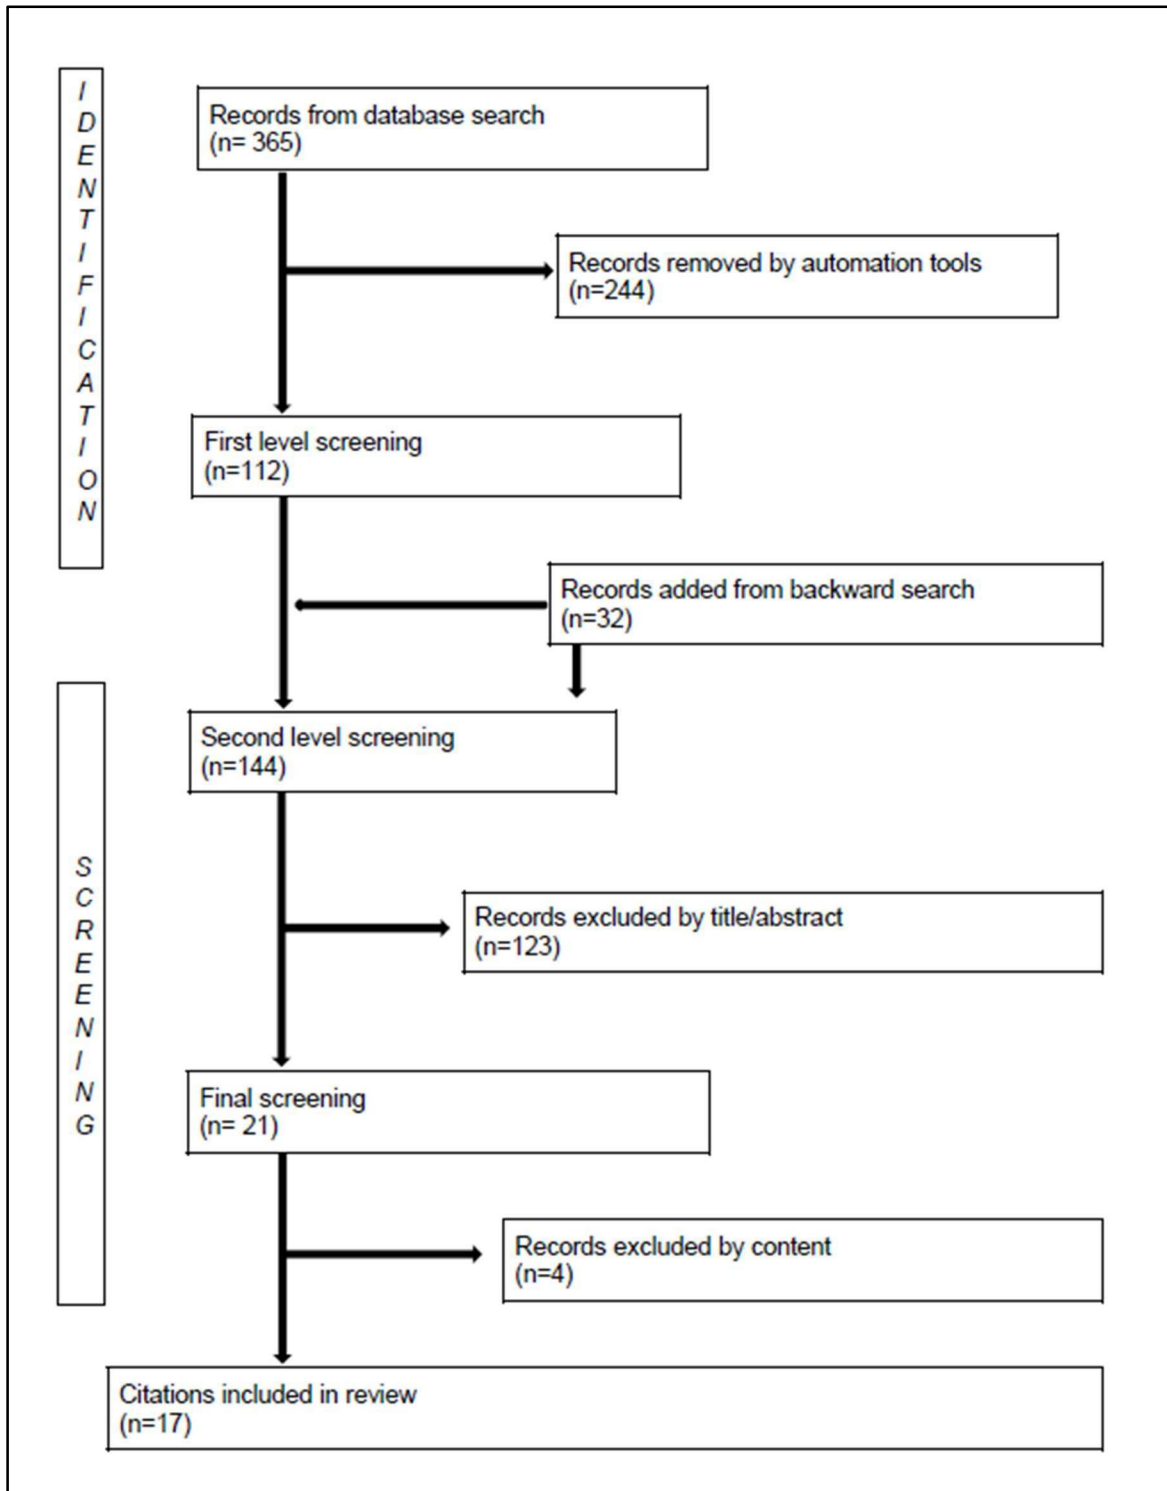 IDENTIFICATION
Records from database search
(n= 365)
Records removed by automation tools
(n=244)
First level screening
(n=112)
Records added from backward search
(n=32)
SCREENING
Second level screening
(n=144)
Records excluded by title/abstract
(n=123)
Final screening
(n= 21)
Records excluded by content
(n=4)
Citations included in review
(n=17)